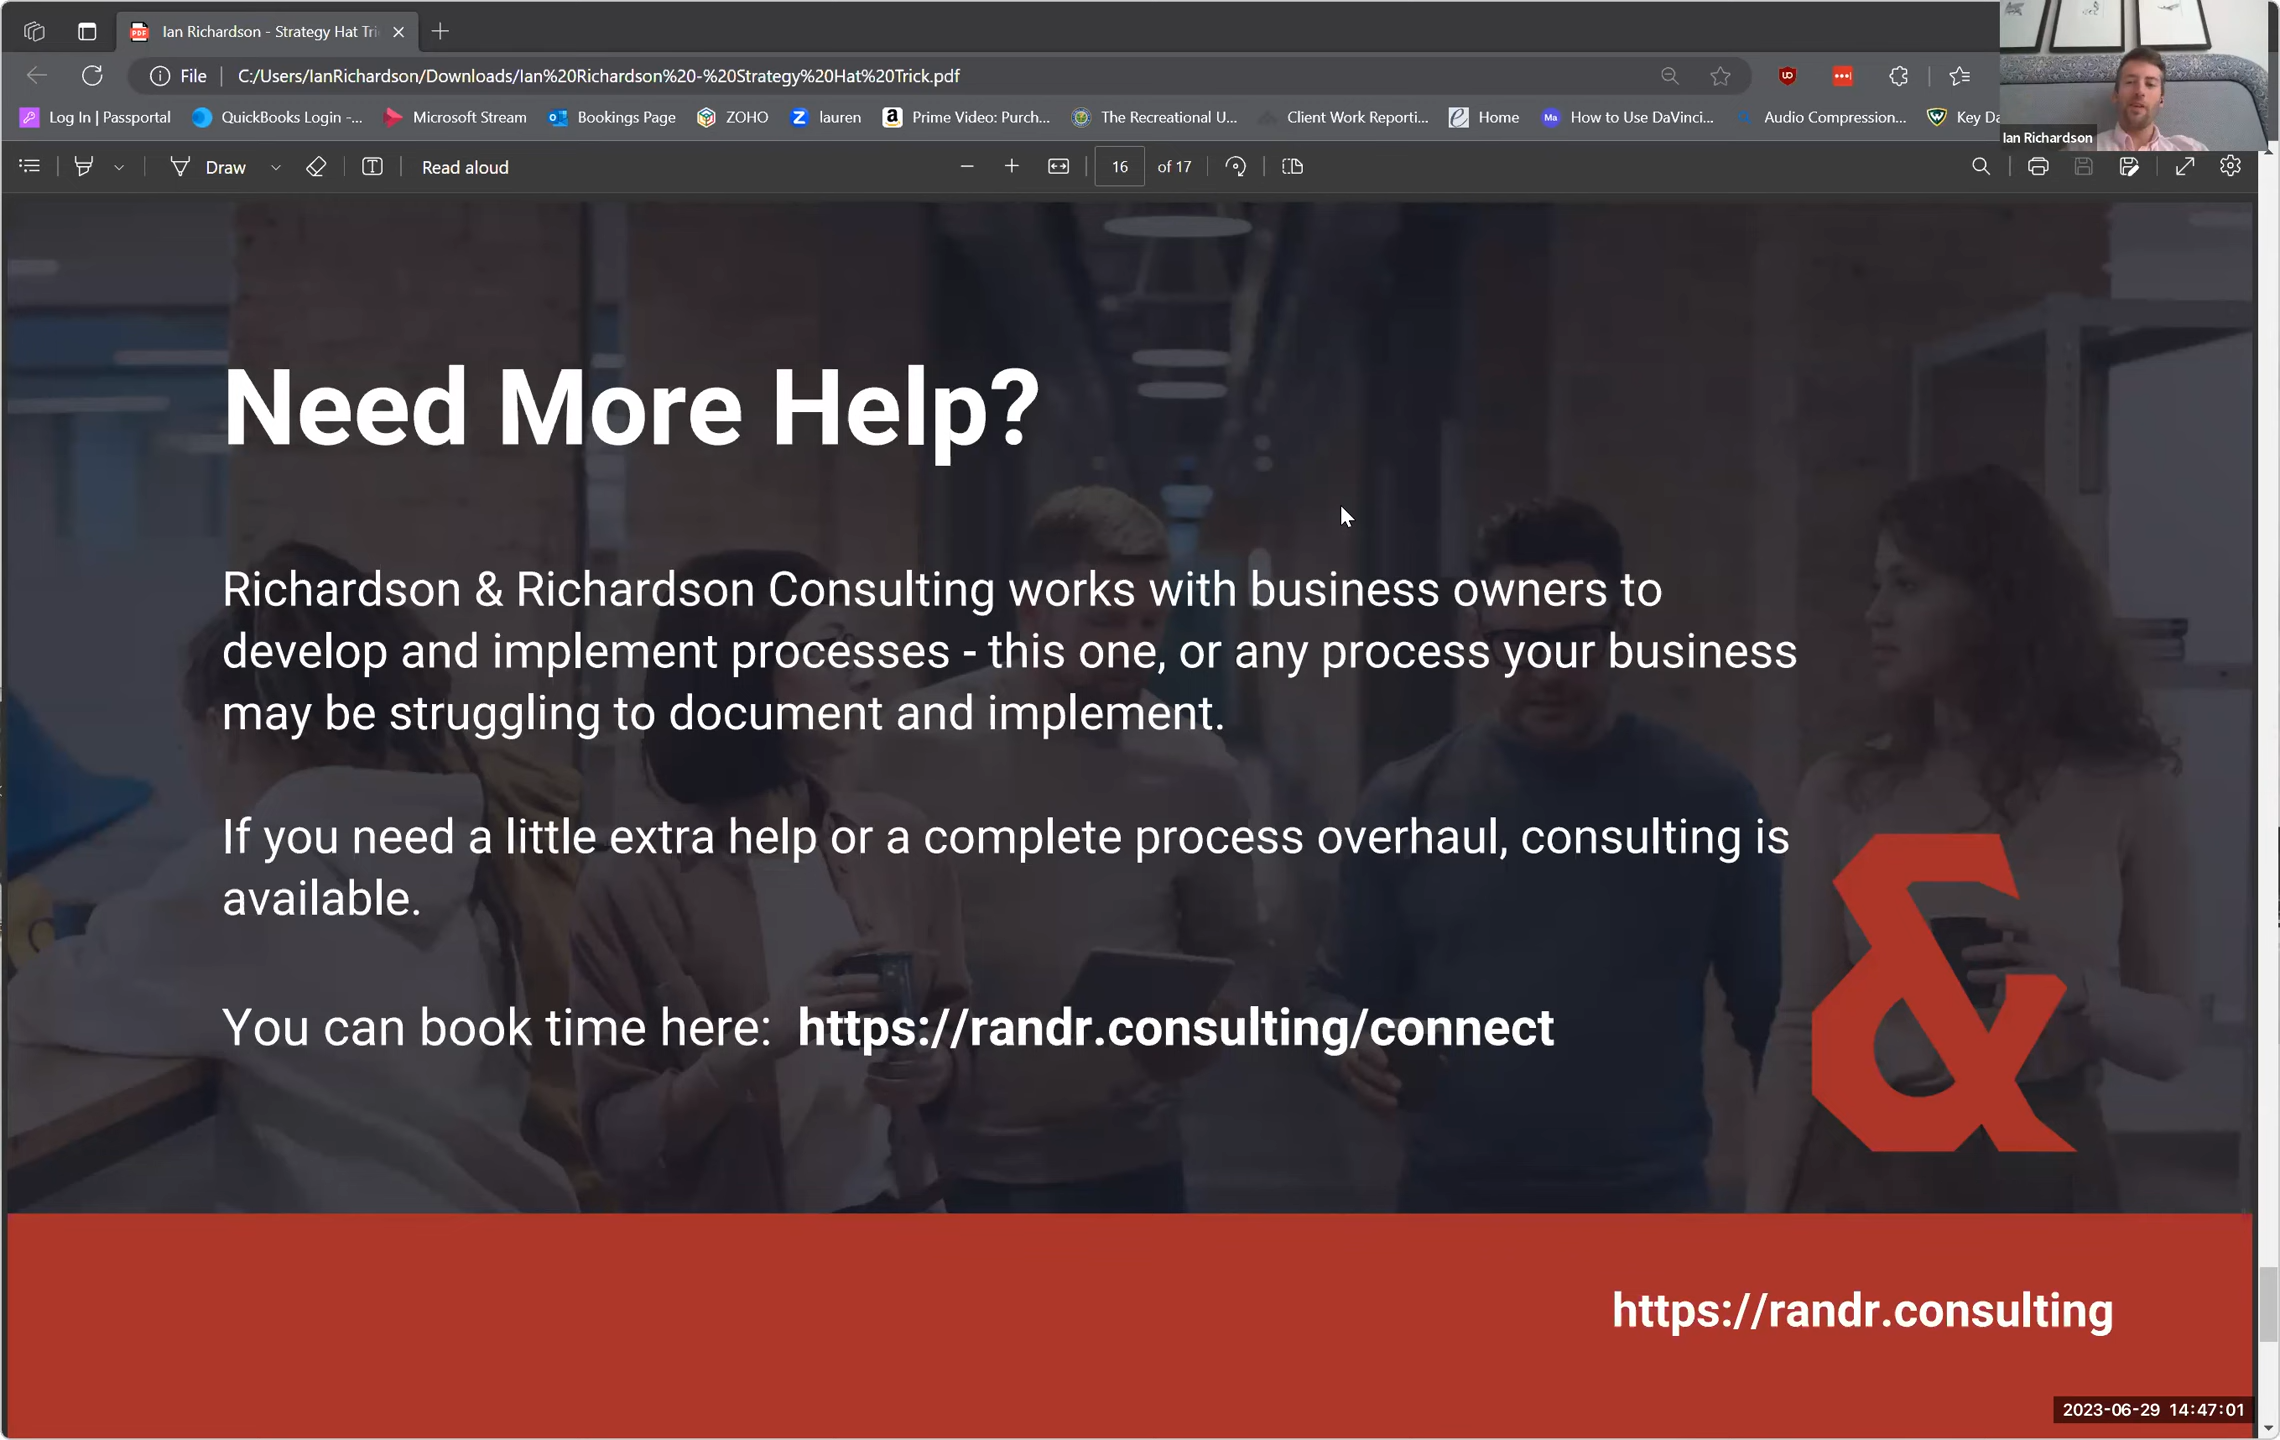 Ian Richardson - Strategy Hat Tri
File
C:/Users/IanRichardson/Downloads/Ian%20Richardson%20-%20Strategy%20Hat%20Trick.pdf
Log In | Passportal
QuickBooks Login -...
Microsoft Stream
Bookings Page
ZOHO
lauren
Prime Video: Purch...
The Recreational U...
Client Work Reporti...
Home
How to Use DaVinci...
Audio Compression...
Key Da
Ian Richardson
Draw
Read aloud
16 of 17
Need More Help?
Richardson & Richardson Consulting works with business owners to
develop and implement processes - this one, or any process your business
may be struggling to document and implement.
If you need a little extra help or a complete process overhaul, consulting is
available.
You can book time here: https://randr.consulting/connect
&
https://randr.consulting
2023-06-29 14:47:01